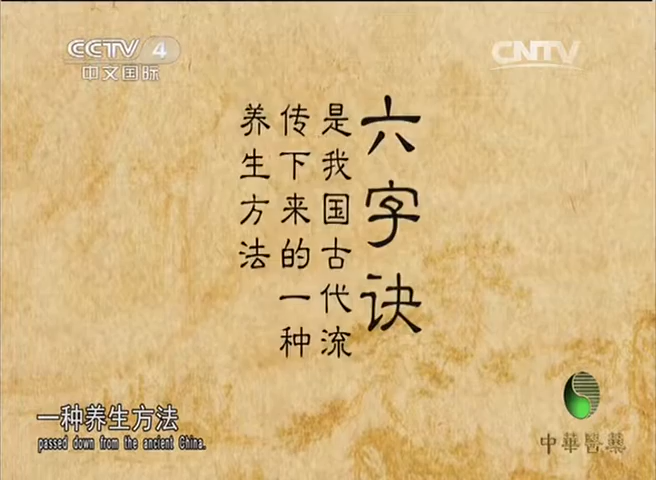 CCTV 4
中文国际
CNTV
六字诀
是我国古代流
传下来的一种
养生方法
一种养生方法
passed down from the ancient China.
中華醫藥